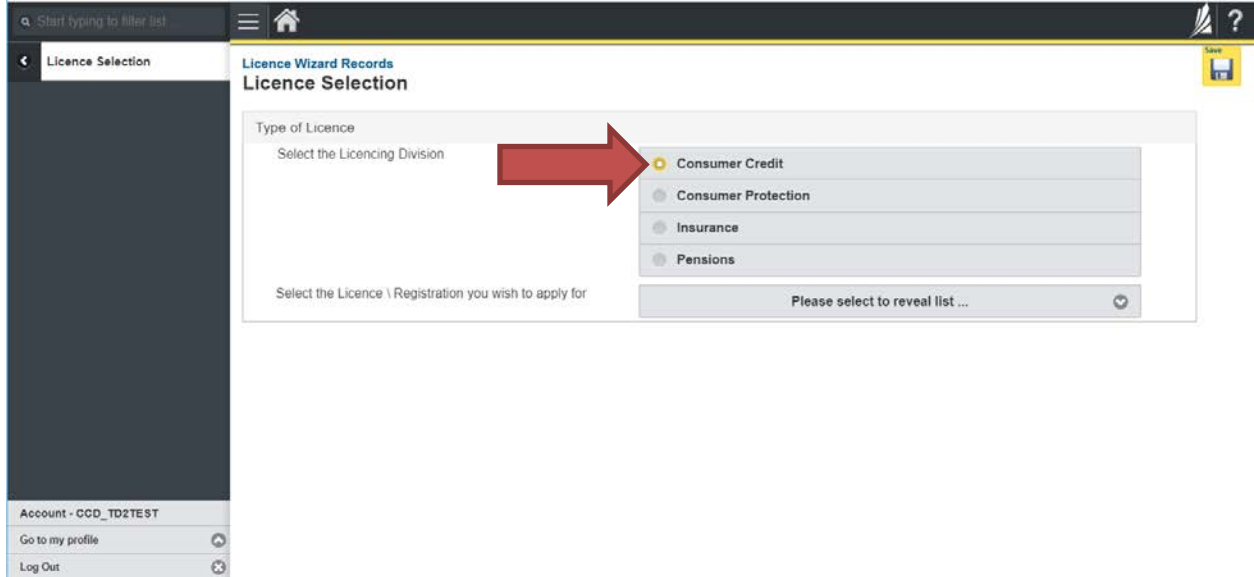 Start typing to filter list ...
?
Licence Selection
Licence Wizard Records
Licence Selection
Save
Type of Licence
Select the Licencing Division
Consumer Credit
Consumer Protection
Insurance
Pensions
Select the Licence \ Registration you wish to apply for
Please select to reveal list ...
Account - CCD_TD2TEST
Go to my profile
Log Out